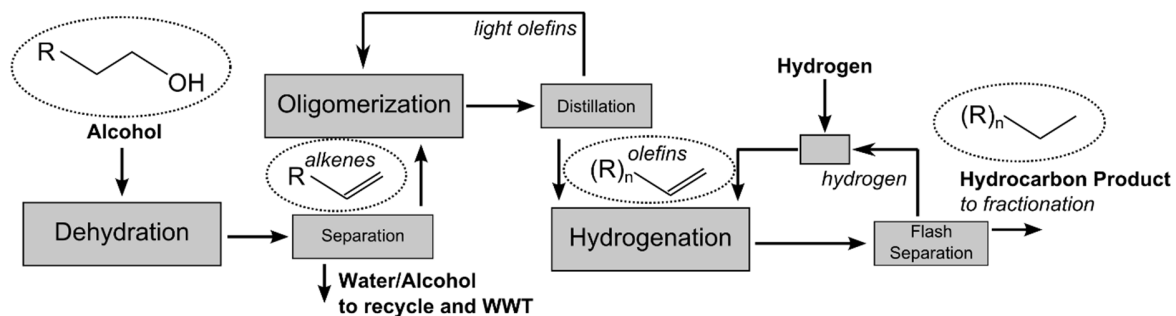 R
OH
Alcohol
Dehydration
Separation
Water/Alcohol
to recycle and WWT
alkenes
R
Oligomerization
light olefins
Distillation
olefins
(R)n
Hydrogenation
Hydrogen
hydrogen
Flash
Separation
(R)n
Hydrocarbon Product
to fractionation